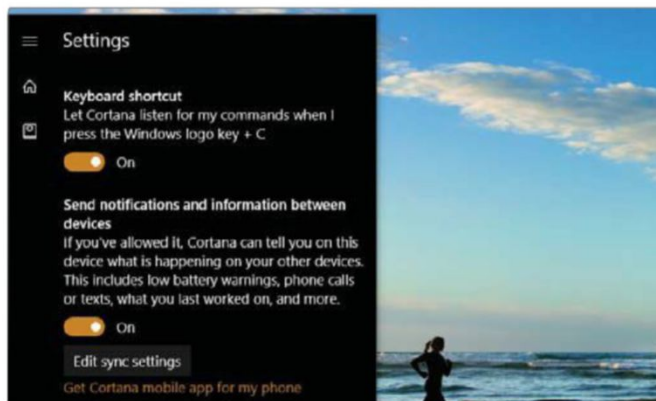 Settings
Keyboard shortcut
Let Cortana listen for my commands when I
press the Windows logo key + C
On
Send notifications and information between
devices
If you've allowed it, Cortana can tell you on this
device what is happening on your other devices.
This includes low battery warnings, phone calls
or texts, what you last worked on, and more.
On
Edit sync settings
Get Cortana mobile app for my phone